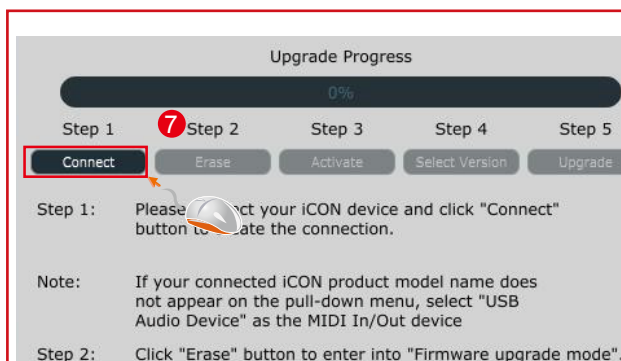 Upgrade Progress
0%
Step 1 7 Step 2 Step 3 Step 4 Step 5
Connect Erase Activate Select Version Upgrade
Step 1: Please ct your iCON device and click "Connect"
button to ate the connection.
Note: If your connected iCON product model name does
not appear on the pull-down menu, select "USB
Audio Device" as the MIDI In/Out device
Step 2: Click "Erase" button to enter into "Firmware upgrade mode".